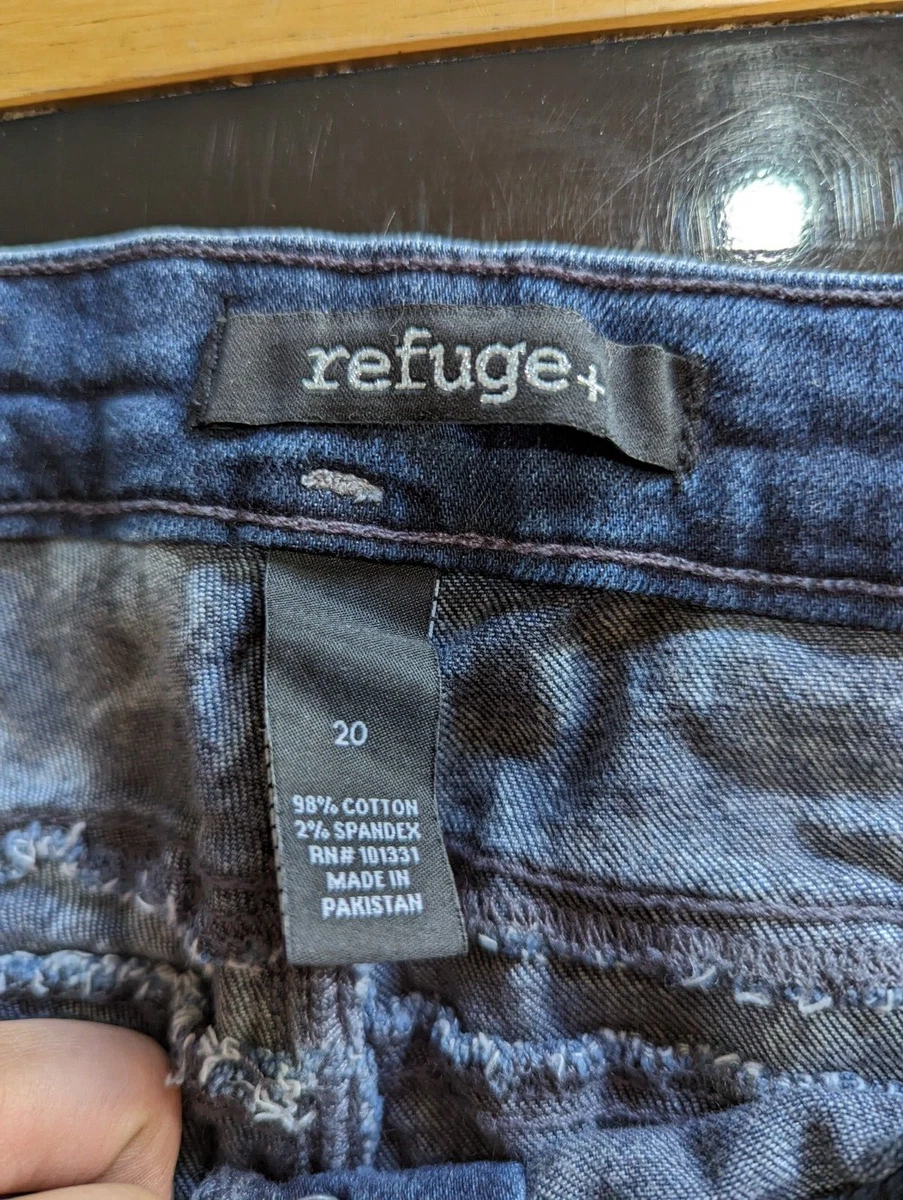 refuge+
20
98% COTTON
2% SPANDEX
RN# 101331
MADE IN
PAKISTAN